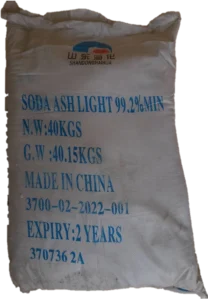 SODA ASH LIGHT 99.2%MIN
N.W:40KGS
G.W:40.15KGS
MADE IN CHINA
3700-02-2022-001
EXPIRY:2 YEARS
370736 2A